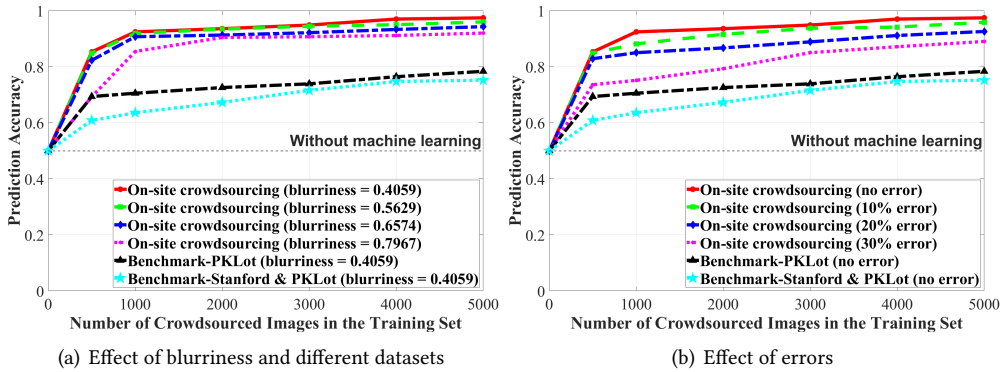 Prediction Accuracy
1
0.8
0.6
0.4
0.2
0
Without machine learning
On-site crowdsourcing (blurriness = 0.4059)
On-site crowdsourcing (blurriness = 0.5629)
On-site crowdsourcing (blurriness = 0.6574)
On-site crowdsourcing (blurriness = 0.7967)
Benchmark-PKLot (blurriness = 0.4059)
Benchmark-Stanford & PKLot (blurriness = 0.4059)
0 1000 2000 3000 4000 5000
Number of Crowdsourced Images in the Training Set
(a) Effect of blurriness and different datasets
Prediction Accuracy
1
0.8
0.6
0.4
0.2
0
Without machine learning
On-site crowdsourcing (no error)
On-site crowdsourcing (10% error)
On-site crowdsourcing (20% error)
On-site crowdsourcing (30% error)
Benchmark-PKLot (no error)
Benchmark-Stanford & PKLot (no error)
0 1000 2000 3000 4000 5000
Number of Crowdsourced Images in the Training Set
(b) Effect of errors